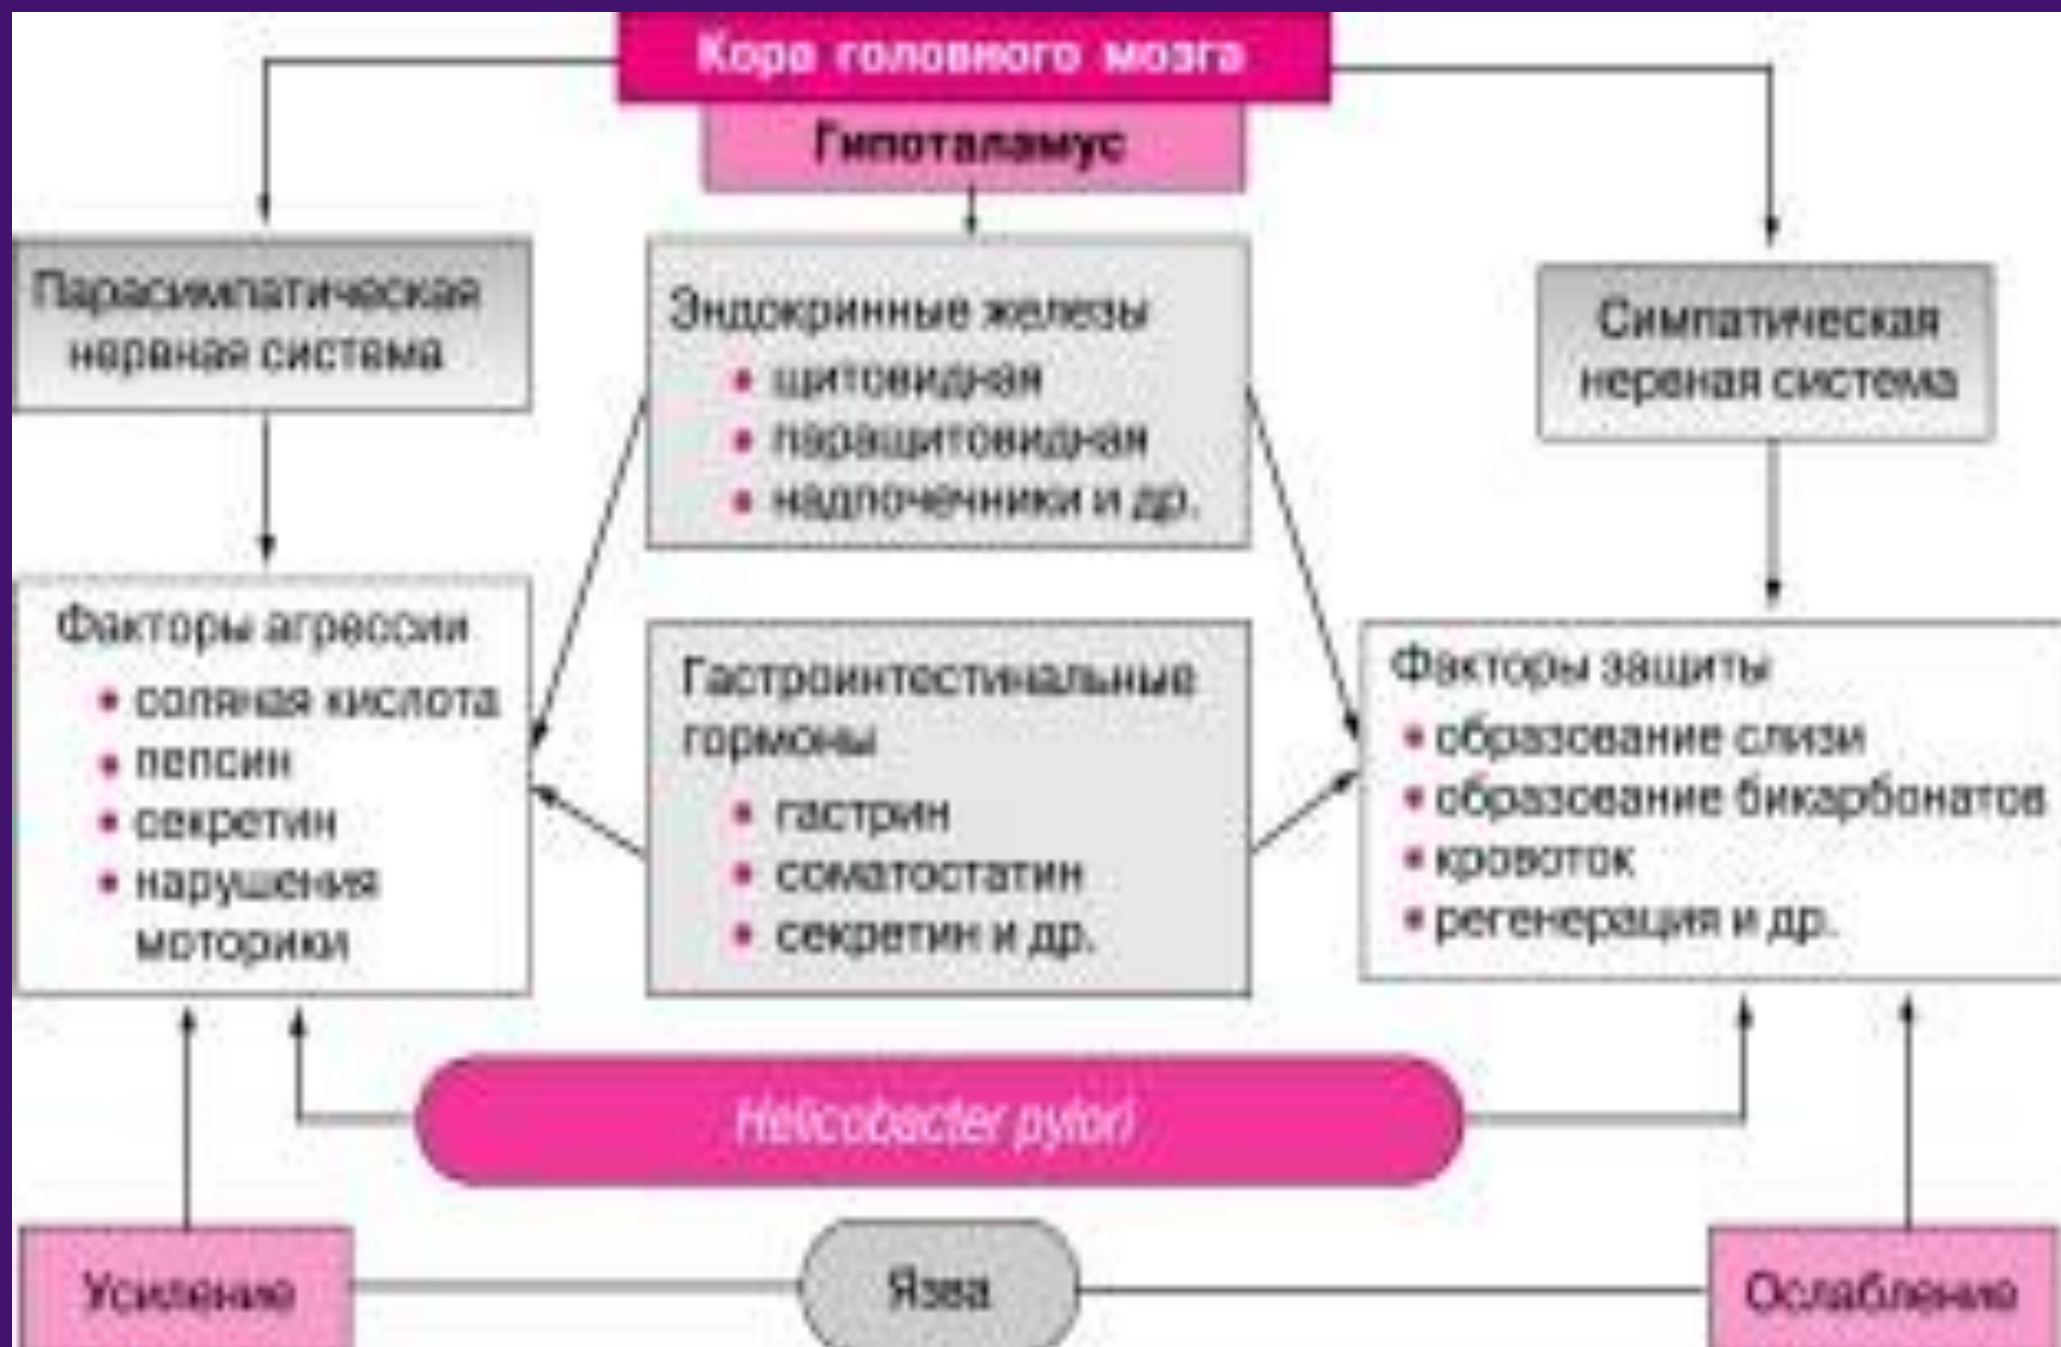 Кора головного мозга
Гипоталамус
Парасимпатическая
нервная система
Эндокринные железы
• щитовидная
• паращитовидная
• надпочечники и др.
Симпатическая
нервная система
Факторы агрессии
• соляная кислота
• пепсин
• секретин
• нарушения
моторики
Гастроинтестинальные
гормоны
• гастрин
• соматостатин
• секретин и др.
Факторы защиты
• образование слизи
• образование бикарбонатов
• кровоток
• регенерация и др.
Helicobacter pylori
Усиление
Язва
Ослабление